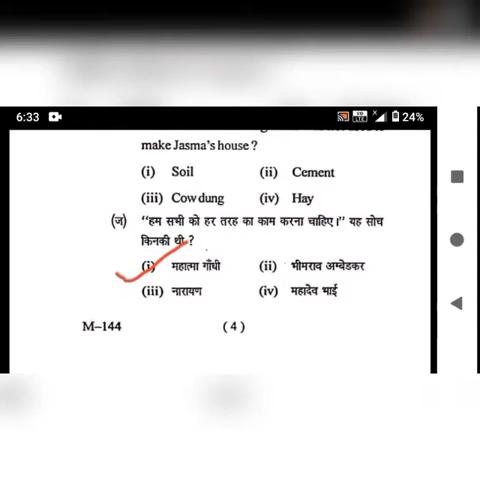 6:33 24%
make Jasma's house ?
(i) Soil (ii) Cement
(iii) Cow dung (iv) Hay
(ज) "हम सभी को हर तरह का काम करना चाहिए।" यह सोच
किनकी थी ?
(i) महात्मा गाँधी (ii) भीमराव अम्बेडकर
(iii) नारायण (iv) महादेव भाई
M–144 (4)